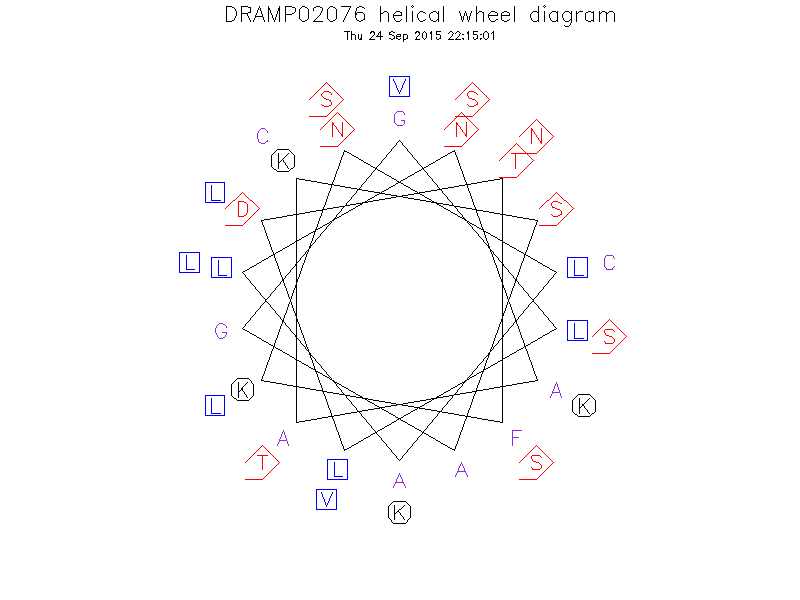 DRAMP02076 helical wheel diagram
Thu 24 Sep 2015 22:15:01
V
S S
G
N N N
C
K T
L
D S
L L L C
G L S
K A
L K
A F
T L A S
A
V
K